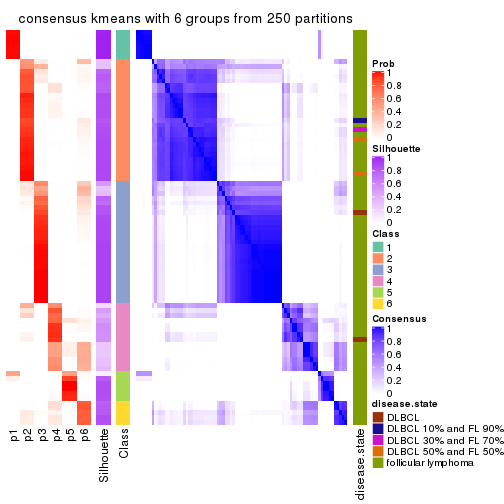 consensus kmeans with 6 groups from 250 partitions
Prob
1
0.8
0.6
0.4
0.2
0
Silhouette
1
0.8
0.6
0.4
0.2
0
Class
1
2
3
4
5
6
Consensus
1
0.8
0.6
0.4
0.2
0
disease.state
DLBCL
DLBCL 10% and FL 90%
DLBCL 30% and FL 70%
DLBCL 50% and FL 50%
follicular lymphoma
p1
p2
p3
p4
p5
p6
Silhouette
Class
disease.state